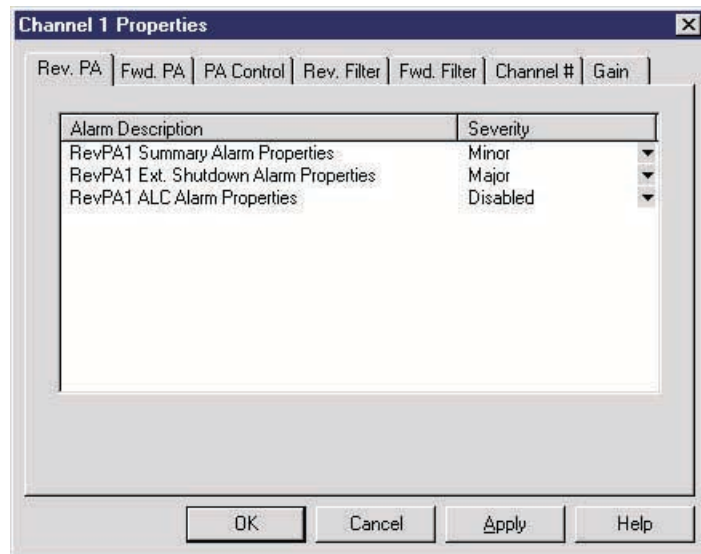 Channel 1 Properties
Rev. PA Fwd. PA PA Control Rev. Filter Fwd. Filter Channel # Gain
Alarm Description Severity
RevPA1 Summary Alarm Properties Minor
RevPA1 Ext. Shutdown Alarm Properties Major
RevPA1 ALC Alarm Properties Disabled
OK Cancel Apply Help